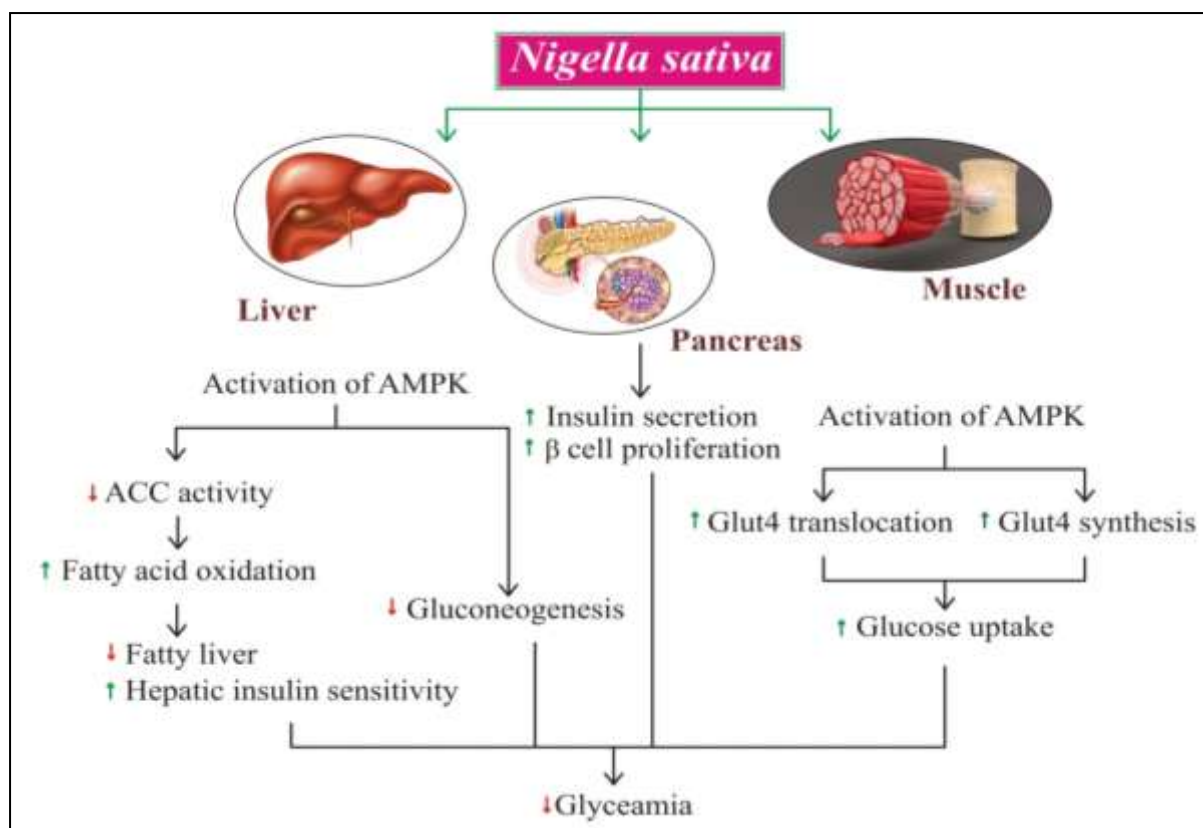 Nigella sativa
Liver
Pancreas
Muscle
Activation of AMPK
↓ ACC activity
↑ Fatty acid oxidation
↓ Fatty liver
↑ Hepatic insulin sensitivity
↓ Gluconeogenesis
↑ Insulin secretion
↑ β cell proliferation
Activation of AMPK
↑ Glut4 translocation
↑ Glut4 synthesis
↑ Glucose uptake
↓Glyceamia